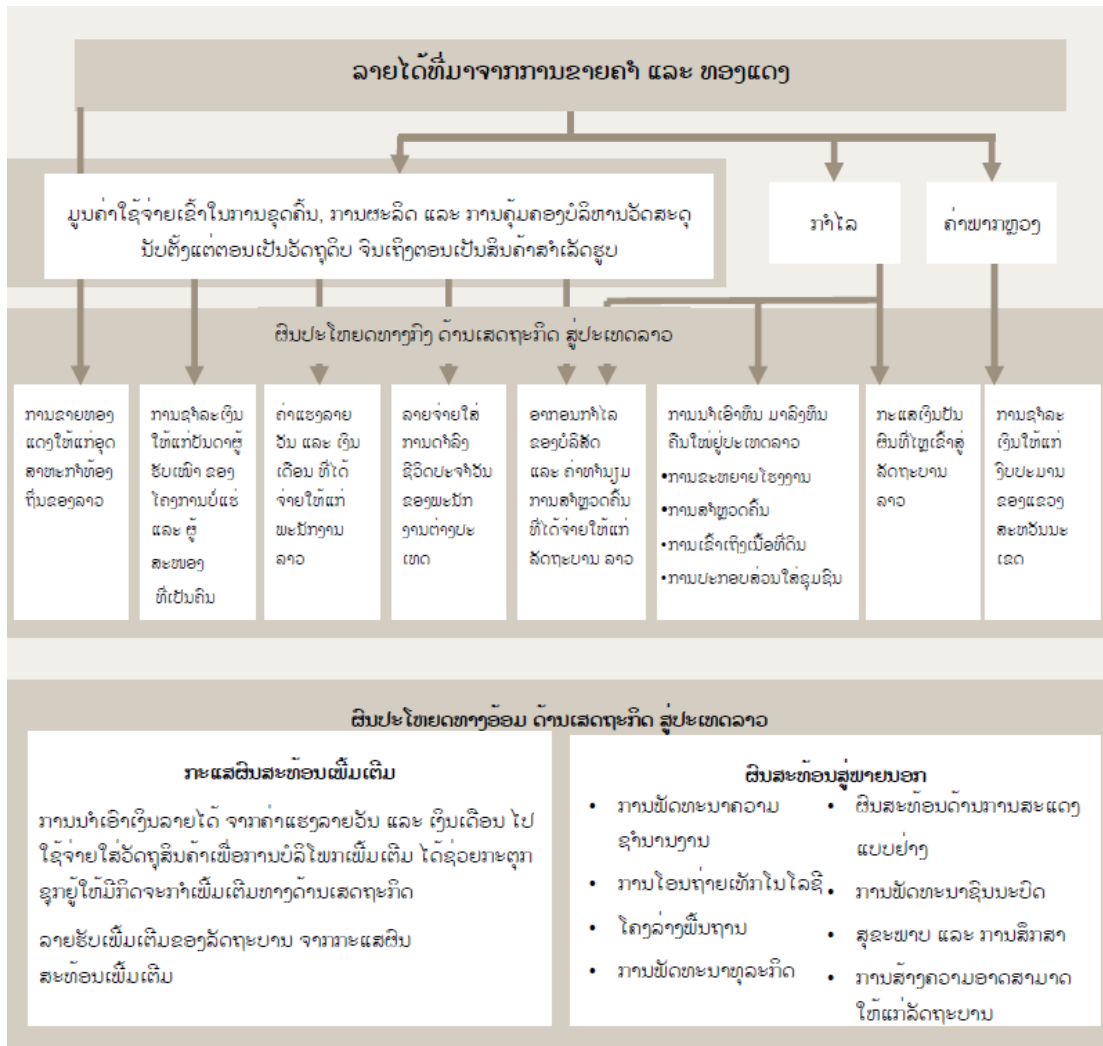 ລາຍໄດ້ທີ່ມາຈາກການຂາຍຄຳ ແລະ ທອງແດງ
ມູນຄ່າໃຊ້ຈ່າຍເຂົ້າໃນການຂຸດຄົ້ນ, ການຜະລິດ ແລະ ການຄຸ້ມຄອງບໍລິຫານວັດສະດຸ
ນັບຕັ້ງແຕ່ຕອນເປັນວັດຖຸດິບ ຈົນເຖິງຕອນເປັນສິນຄ້າສຳເລັດຮູບ
ກຳໄລ
ຄ່າພາກຫຼວງ
ຜົນປະໂຫຍດທາງກົງ ດ້ານເສດຖະກິດ ສູ່ປະເທດລາວ
ການຂາຍທອງ
ແດງໃຫ້ແກ່ອຸດ
ສາຫະກຳທ້ອງ
ຖິ່ນຂອງລາວ
ການຊຳລະເງິນ
ໃຫ້ແກ່ບັນດາຜູ້
ຮັບເໝົາ ຂອງ
ໂຄງການບໍ່ແຮ່
ແລະ ຜູ້
ສະໜອງ
ທີ່ເປັນຄົນ
ຄ່າແຮງລາຍ
ວັນ ແລະ ເງິນ
ເດືອນ ທີ່ໄດ້
ຈ່າຍໃຫ້ແກ່
ພະນັກງານ
ລາວ
ລາຍຈ່າຍໃສ່
ການດຳລົງ
ຊີວິດປະຈຳວັນ
ຂອງພະນັກ
ງານຕ່າງປະ
ເທດ
ອາກອນກຳໄລ
ຂອງບໍລິສັດ
ແລະ ຄ່າທຳນຽມ
ການສຳຫຼວດຄົ້ນ
ທີ່ໄດ້ຈ່າຍໃຫ້ແກ່
ລັດຖະບານ ລາວ
ການນຳເອົາທຶນ ມາລົງທຶນ
ຄືນໃໝ່ຢູ່ປະເທດລາວ
•ການຂະຫຍາຍໂຮງງານ
•ການສຳຫຼວດຄົ້ນ
•ການເຂົ້າເຖິງເນື້ອທີ່ດິນ
•ການປະກອບສ່ວນໃສ່ຊຸມຊົນ
ກະແສເງິນປັນ
ຜົນທີ່ໄຫຼເຂົ້າສູ່
ລັດຖະບານ
ລາວ
ການຊຳລະ
ເງິນໃຫ້ແກ່
ງົບປະມານ
ຂອງແຂວງ
ສະຫວັນນະ
ເຂດ
ຜົນປະໂຫຍດທາງອ້ອມ ດ້ານເສດຖະກິດ ສູ່ປະເທດລາວ
ກະແສຜົນສະທ້ອນເພີ້ມເຕີມ
ການນຳເອົາເງິນລາຍໄດ້ ຈາກຄ່າແຮງລາຍວັນ ແລະ ເງິນເດືອນ ໄປ
ໃຊ້ຈ່າຍໃສ່ວັດຖຸສິນຄ້າເພື່ອການບໍລິໂພກເພີ້ມເຕີມ ໄດ້ຊ່ວຍກະຕຸກ
ຊຸກຍູ້ໃຫ້ມີກິດຈະກຳເພີ້ມເຕີມທາງດ້ານເສດຖະກິດ
ລາຍຮັບເພີ້ມເຕີມຂອງລັດຖະບານ ຈາກກະແສຜົນ
ສະທ້ອນເພີ້ມເຕີມ
ຜົນສະທ້ອນສູ່ພາຍນອກ
• ການພັດທະນາຄວາມ
ຊຳນານງານ
• ການໂອນຖ່າຍເທັກໂນໂລຊີ
• ໂຄງລ່າງພື້ນຖານ
• ການພັດທະນາທຸລະກິດ
• ຜົນສະທ້ອນດ້ານການສະແດງ
ແບບຢ່າງ
• ການພັດທະນາຊົນນະບົດ
• ສຸຂະພາບ ແລະ ການສຶກສາ
• ການສ້າງຄວາມອາດສາມາດ
ໃຫ້ແກ່ລັດຖະບານ